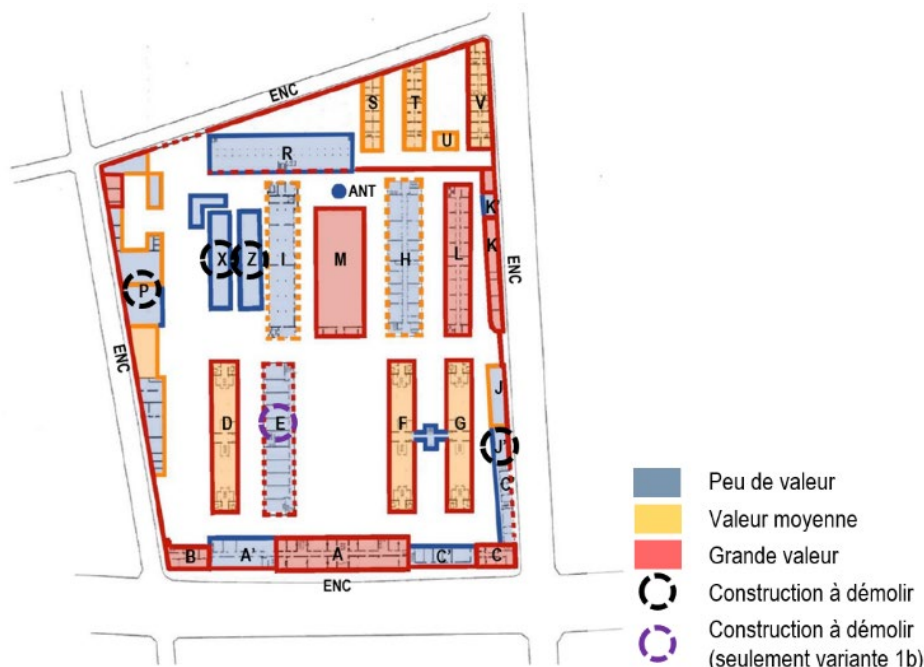 ENC
S T U V
R
ANT
K'
X Z I M H L K
P
ENC
ENC
J
D E F G
J'
C
B A' A C' C
ENC
Peu de valeur
Valeur moyenne
Grande valeur
Construction à démolir
Construction à démolir
(seulement variante 1b)